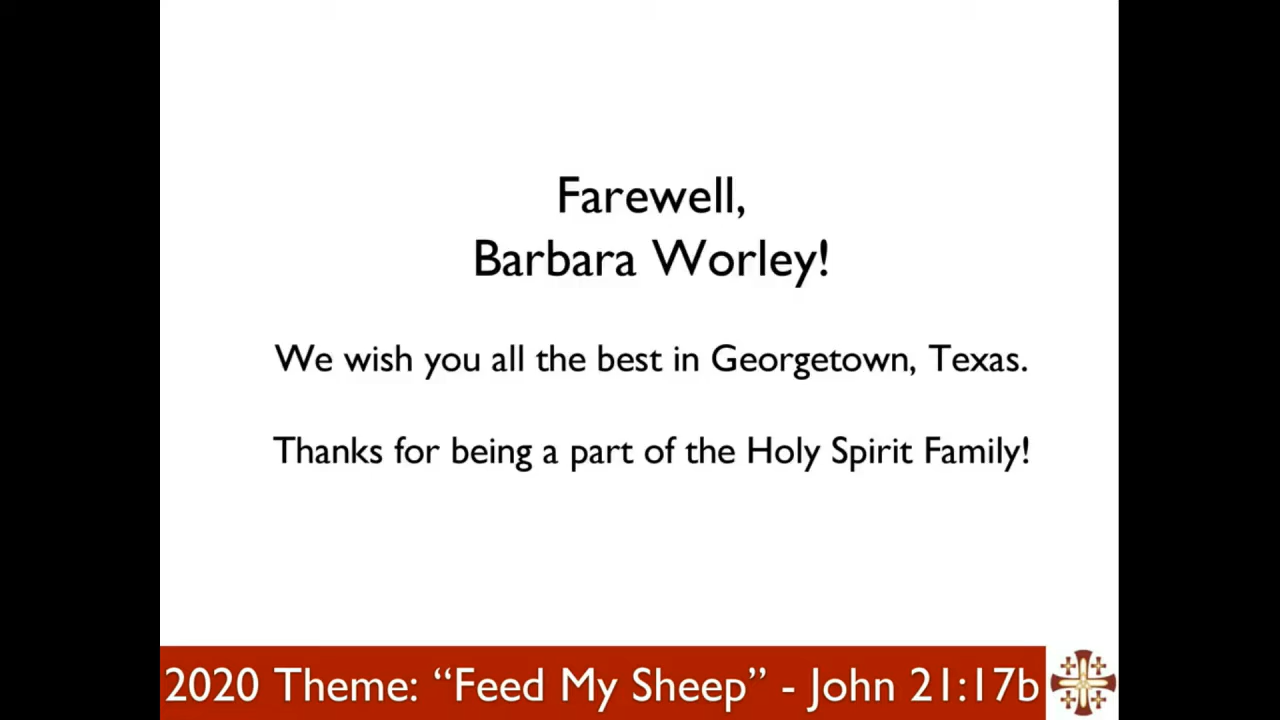 Farewell,
Barbara Worley!
We wish you all the best in Georgetown, Texas.
Thanks for being a part of the Holy Spirit Family!
2020 Theme: “Feed My Sheep” - John 21:17b